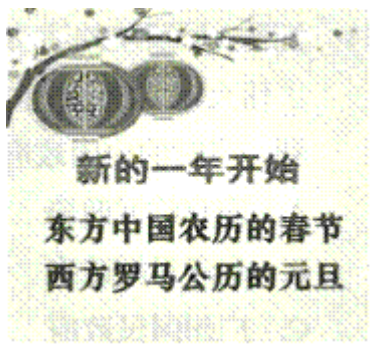 新的一年开始
东方中国农历的春节
西方罗马公历的元旦